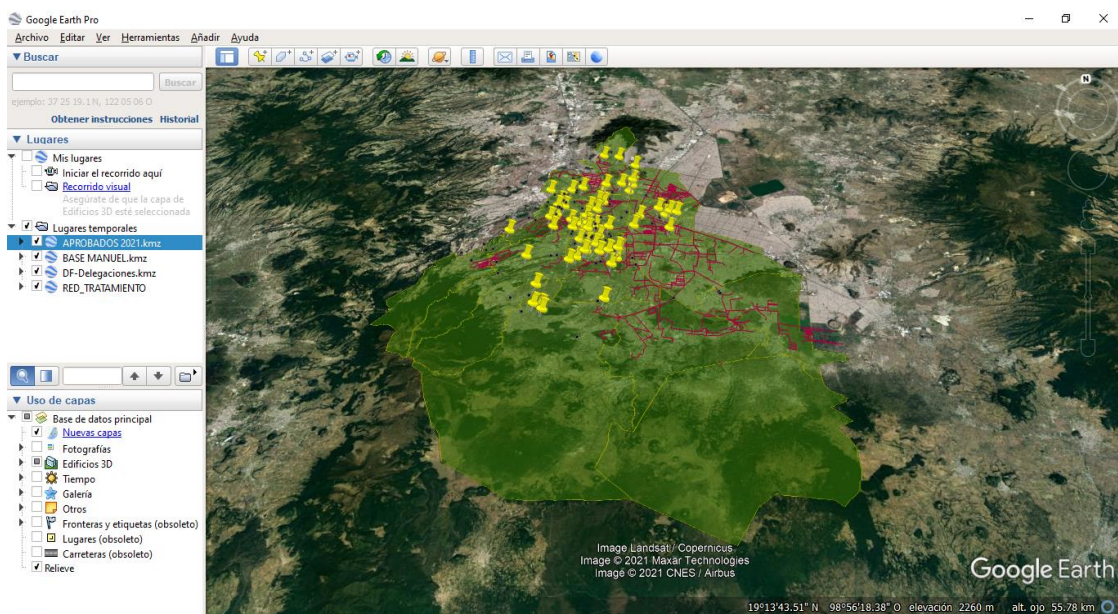 Google Earth Pro
Archivo Editar Ver Herramientas Añadir Ayuda
Buscar
Buscar
ejemplo: 37 25 19.1 N, 122 05 06 O
Obtener instrucciones Historial
Lugares
Mis lugares
Iniciar el recorrido aquí
Recorrido visual
Asegúrate de que la capa de
Edificios 3D esté seleccionada
Lugares temporales
APROBADOS 2021.kmz
BASE MANUEL.kmz
DF-Delegaciones.kmz
RED_TRATAMIENTO
Uso de capas
Base de datos principal
Nuevas capas
Fotografías
Edificios 3D
Tiempo
Galería
Otros
Fronteras y etiquetas (obsoleto)
Lugares (obsoleto)
Carreteras (obsoleto)
Relieve
N
Image Landsat / Copernicus
Image © 2021 Maxar Technologies
Image © 2021 CNES / Airbus
Google Earth
19º13'43.51" N 98º56'18.38" O elevación 2260 m alt. ojo 55.78 km